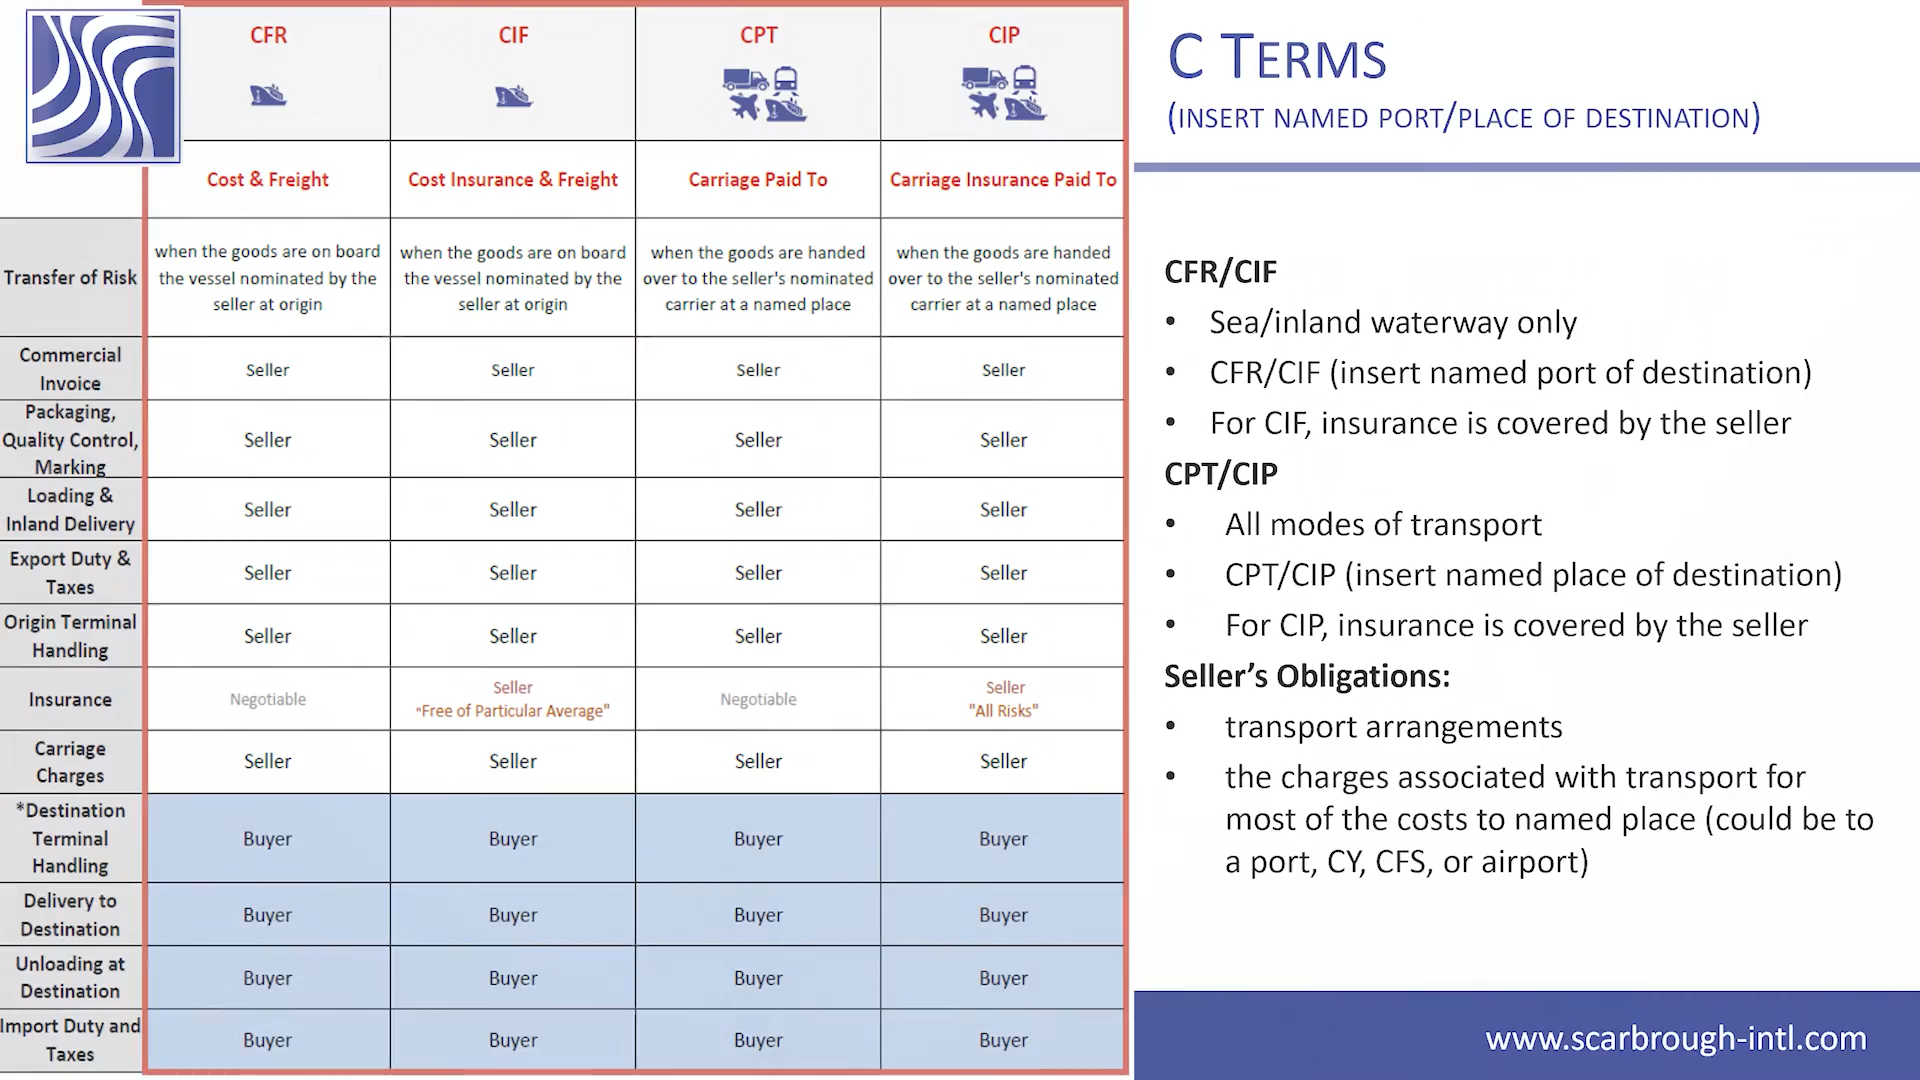 CFR CIF CPT CIP
Cost & Freight Cost Insurance & Freight Carriage Paid To Carriage Insurance Paid To
Transfer of Risk
when the goods are on board
the vessel nominated by the
seller at origin
when the goods are on board
the vessel nominated by the
seller at origin
when the goods are handed
over to the seller's nominated
carrier at a named place
when the goods are handed
over to the seller's nominated
carrier at a named place
Commercial
Invoice
Seller Seller Seller Seller
Packaging,
Quality Control,
Marking
Seller Seller Seller Seller
Loading &
Inland Delivery
Seller Seller Seller Seller
Export Duty &
Taxes
Seller Seller Seller Seller
Origin Terminal
Handling
Seller Seller Seller Seller
Insurance
Negotiable
Seller
"Free of Particular Average"
Negotiable
Seller
"All Risks"
Carriage
Charges
Seller Seller Seller Seller
*Destination
Terminal
Handling
Buyer Buyer Buyer Buyer
Delivery to
Destination
Buyer Buyer Buyer Buyer
Unloading at
Destination
Buyer Buyer Buyer Buyer
Import Duty and
Taxes
Buyer Buyer Buyer Buyer
C TERMS
(INSERT NAMED PORT/PLACE OF DESTINATION)
CFR/CIF
• Sea/inland waterway only
• CFR/CIF (insert named port of destination)
• For CIF, insurance is covered by the seller
CPT/CIP
• All modes of transport
• CPT/CIP (insert named place of destination)
• For CIP, insurance is covered by the seller
Seller’s Obligations:
• transport arrangements
• the charges associated with transport for
most of the costs to named place (could be to
a port, CY, CFS, or airport)
www.scarbrough-intl.com